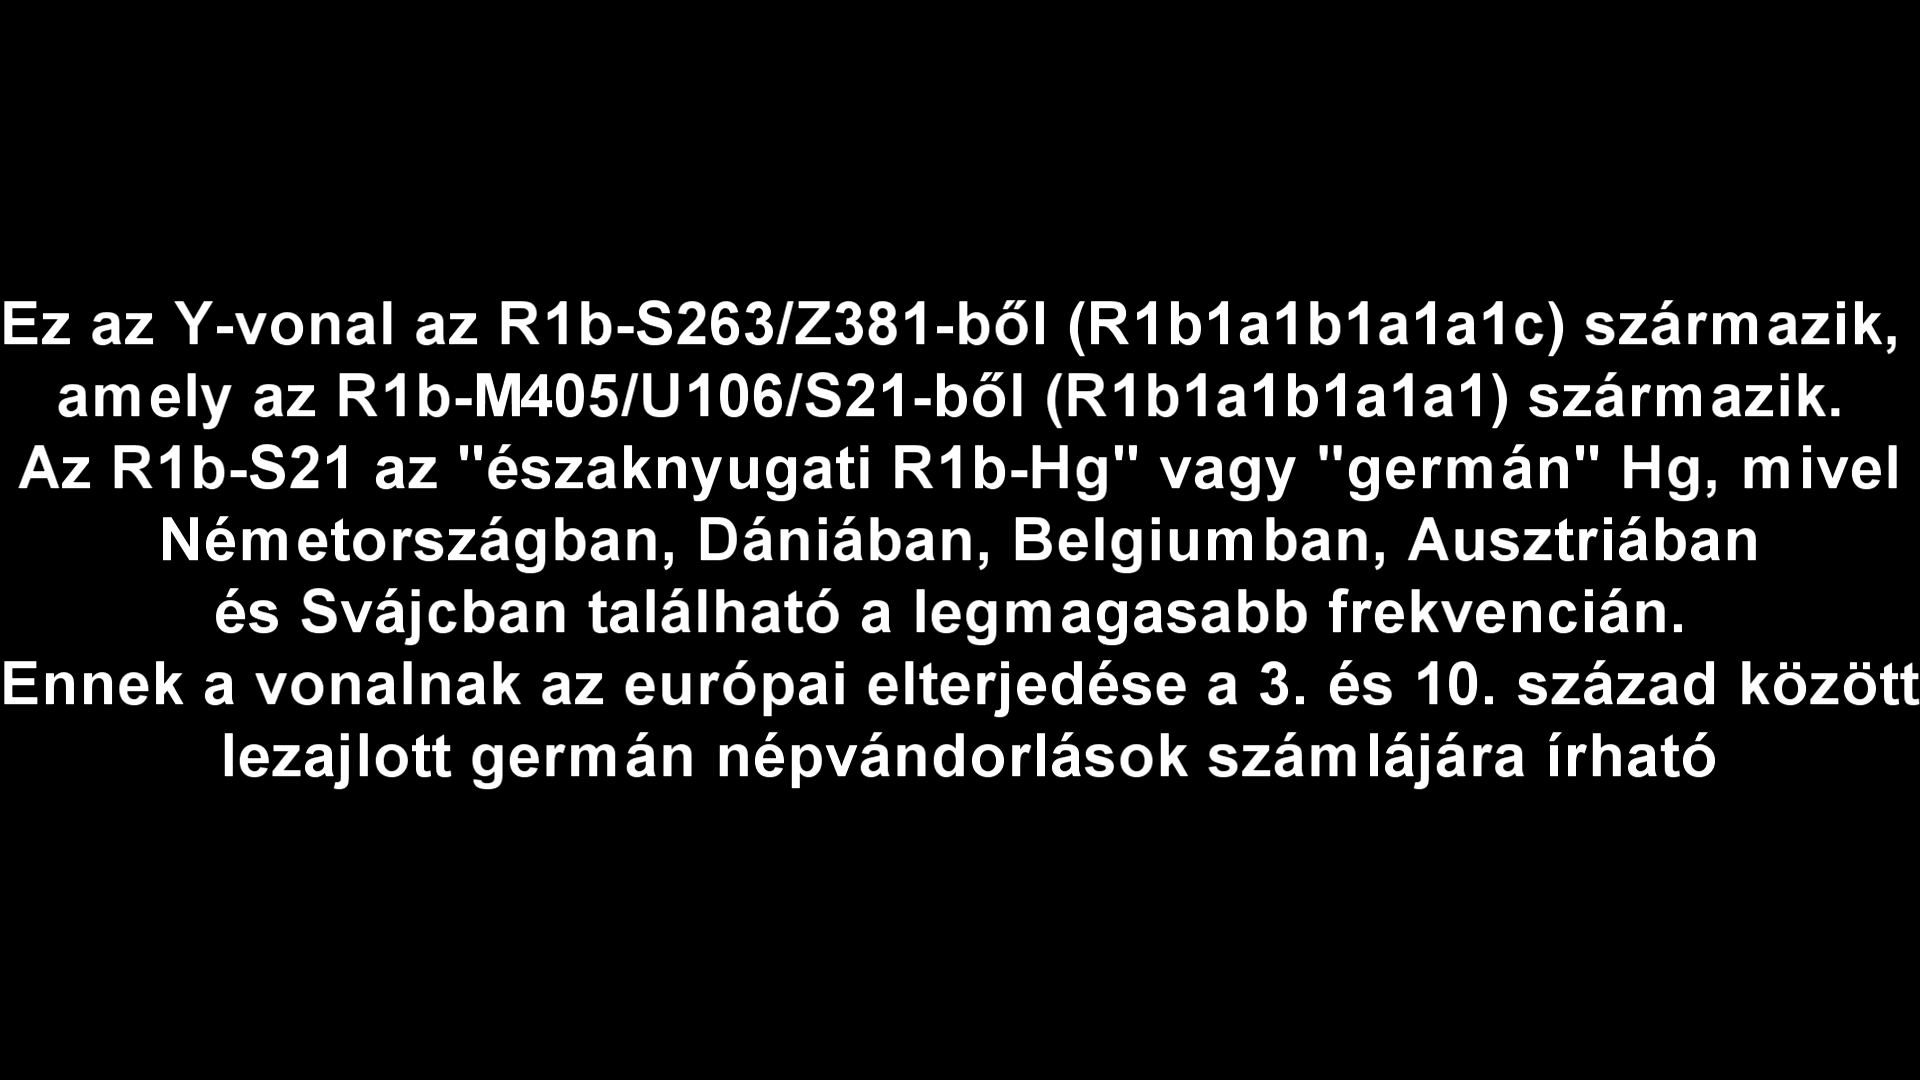 Ez az Y-vonal az R1b-S263/Z381-ből (R1b1a1b1a1a1c) származik,
amely az R1b-M405/U106/S21-ből (R1b1a1b1a1a1) származik.
Az R1b-S21 az "északnyugati R1b-Hg" vagy "germán" Hg, mivel
Németországban, Dániában, Belgiumban, Ausztriában
és Svájcban található a legmagasabb frekvencián.
Ennek a vonalnak az európai elterjedése a 3. és 10. század között
lezajlott germán népvándorlások számlájára írható